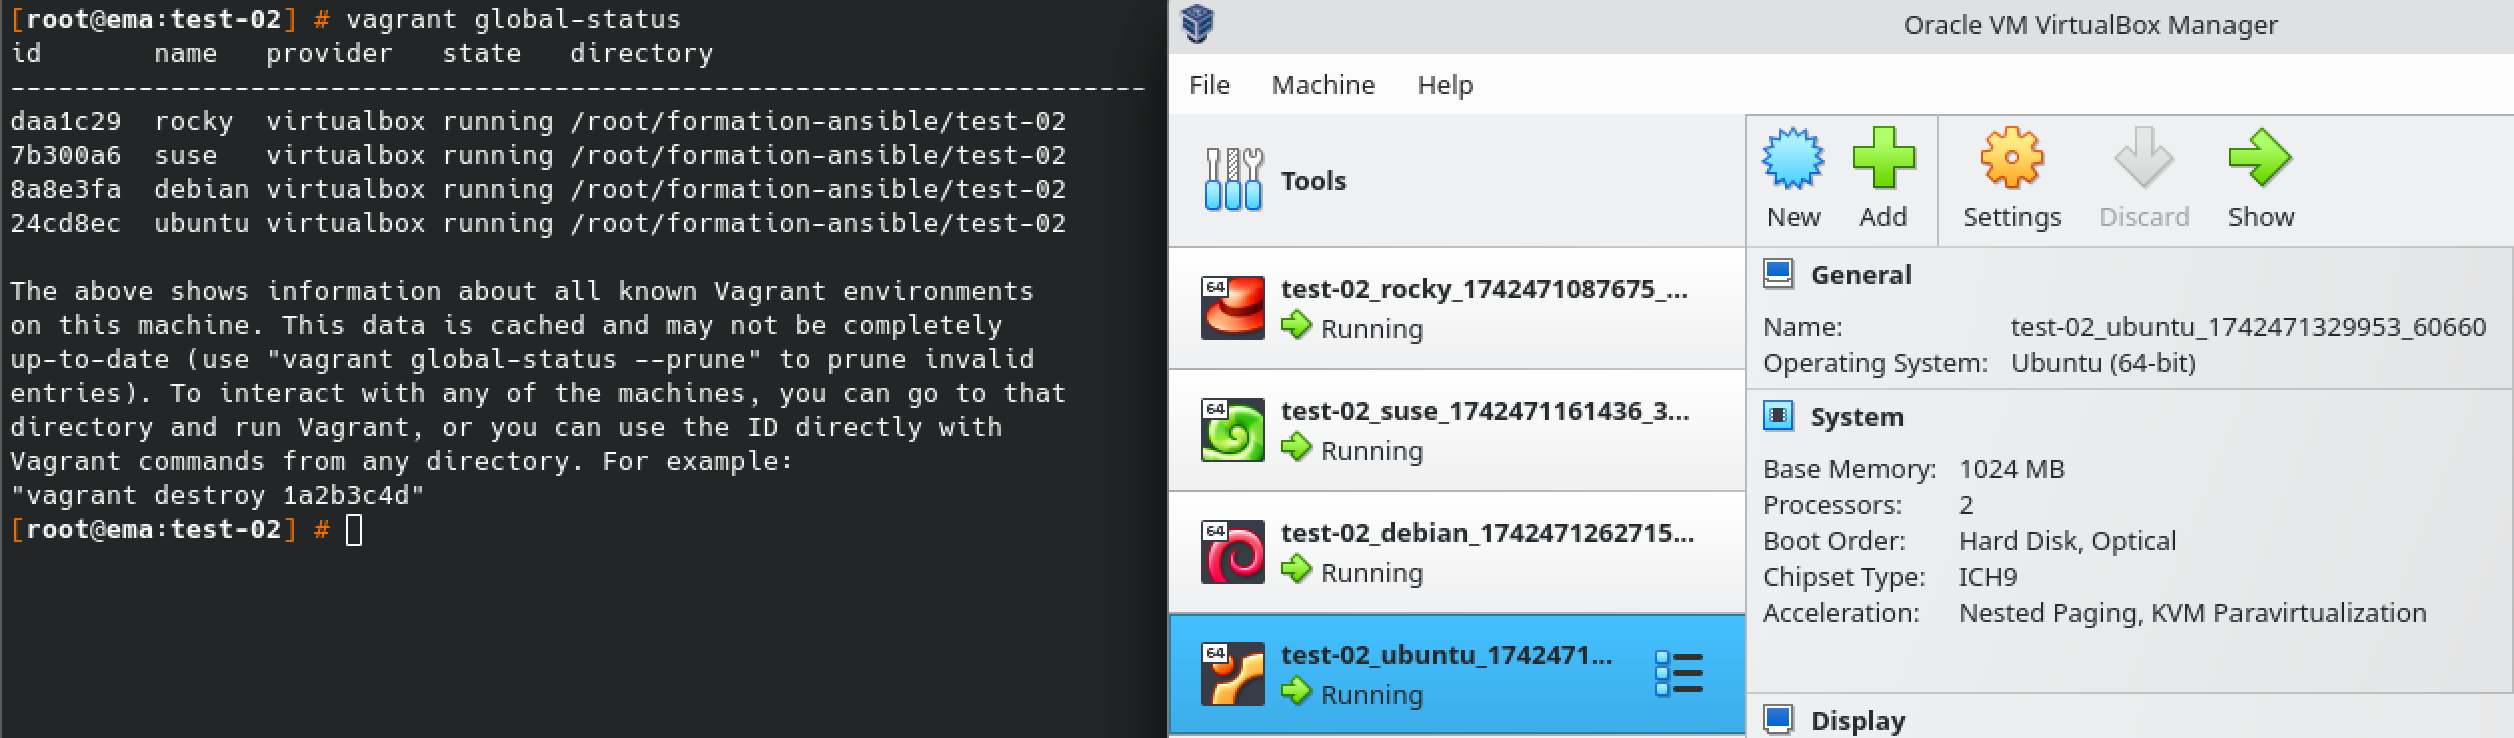 [root@ema:test-02] # vagrant global-status
id       name   provider   state   directory
-----------------------------------------------------------------------
daa1c29  rocky  virtualbox running /root/formation-ansible/test-02
7b300a6  suse   virtualbox running /root/formation-ansible/test-02
8a8e3fa  debian virtualbox running /root/formation-ansible/test-02
24cd8ec  ubuntu virtualbox running /root/formation-ansible/test-02
The above shows information about all known Vagrant environments
on this machine. This data is cached and may not be completely
up-to-date (use "vagrant global-status --prune" to prune invalid
entries). To interact with any of the machines, you can go to that
directory and run Vagrant, or you can use the ID directly with
Vagrant commands from any directory. For example:
"vagrant destroy 1a2b3c4d"
[root@ema:test-02] #
Oracle VM VirtualBox Manager
File Machine Help
Tools
64
test-02_rocky_1742471087675_...
Running
64
test-02_suse_1742471161436_3...
Running
64
test-02_debian_1742471262715...
Running
64
test-02_ubuntu_1742471...
Running
New Add Settings Discard Show
General
Name: test-02_ubuntu_1742471329953_60660
Operating System: Ubuntu (64-bit)
System
Base Memory: 1024 MB
Processors: 2
Boot Order: Hard Disk, Optical
Chipset Type: ICH9
Acceleration: Nested Paging, KVM Paravirtualization
Display